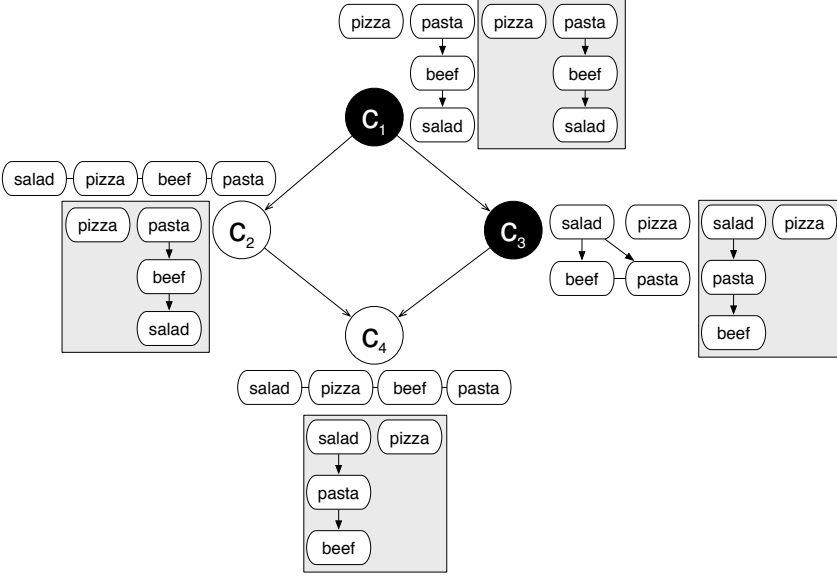 pizza pasta pizza pasta
beef beef
C1 salad salad
salad pizza beef pasta
pizza pasta
C2
beef
salad
C3
salad pizza
beef pasta
salad pizza
pasta
beef
C4
salad pizza beef pasta
salad pizza
pasta
beef